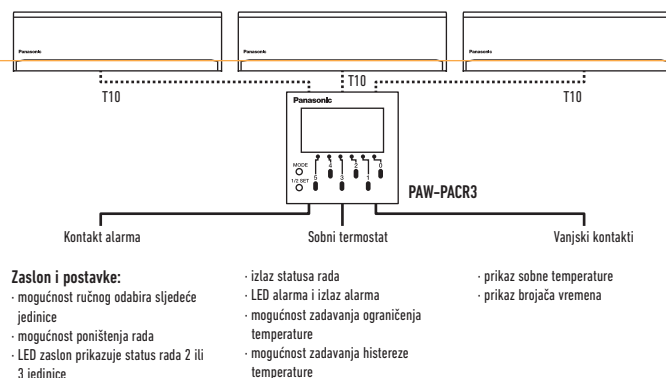 Panasonic
Panasonic
Panasonic
T10
T10
T10
Panasonic
MODE
4
2
0
1/2 SET
5
3
1
PAW-PACR3
Kontakt alarma
Sobni termostat
Vanjski kontakti
Zaslon i postavke:
· mogućnost ručnog odabira sljedeće
jedinice
· mogućnost poništenja rada
· LED zaslon prikazuje status rada 2 ili
3 jedinice
· izlaz statusa rada
· LED alarma i izlaz alarma
· mogućnost zadavanja ograničenja
temperature
· mogućnost zadavanja histereze
temperature
· prikaz sobne temperature
· prikaz brojača vremena